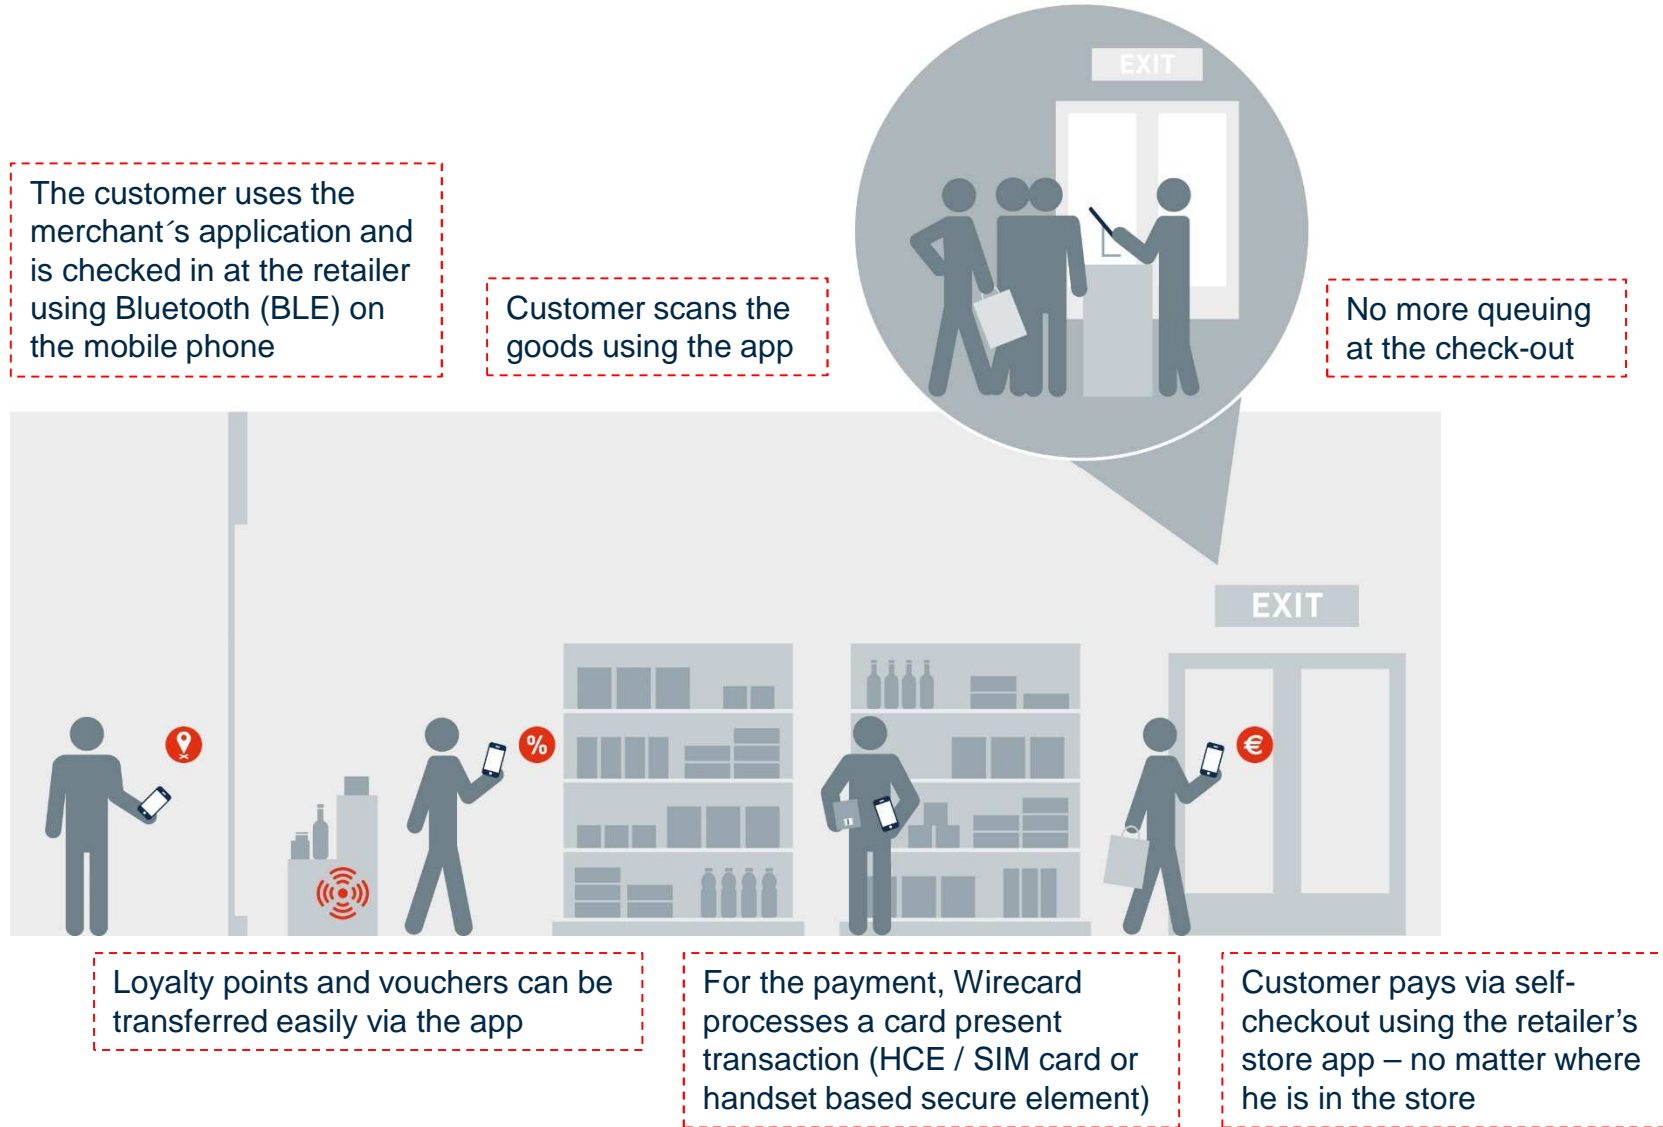 EXIT
The customer uses the
merchant´s application and
is checked in at the retailer
using Bluetooth (BLE) on
the mobile phone
Customer scans the
goods using the app
No more queuing
at the check-out
EXIT
%
€
Loyalty points and vouchers can be
transferred easily via the app
For the payment, Wirecard
processes a card present
transaction (HCE / SIM card or
handset based secure element)
Customer pays via self-
checkout using the retailer’s
store app – no matter where
he is in the store